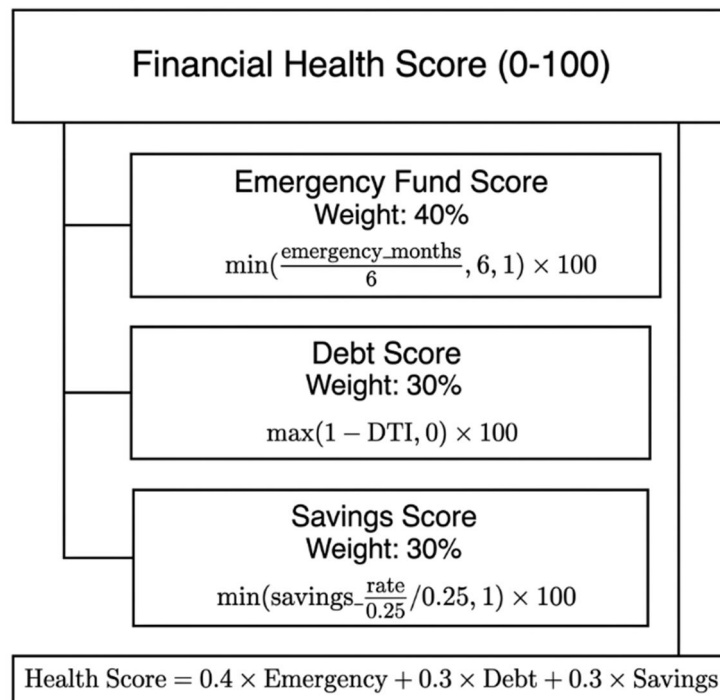 Financial Health Score (0-100)
Emergency Fund Score
Weight: 40%
min(emergency_months/6, 6, 1) × 100
Debt Score
Weight: 30%
max(1 − DTI, 0) × 100
Savings Score
Weight: 30%
min(savings_rate/0.25/0.25, 1) × 100
Health Score = 0.4 × Emergency + 0.3 × Debt + 0.3 × Savings